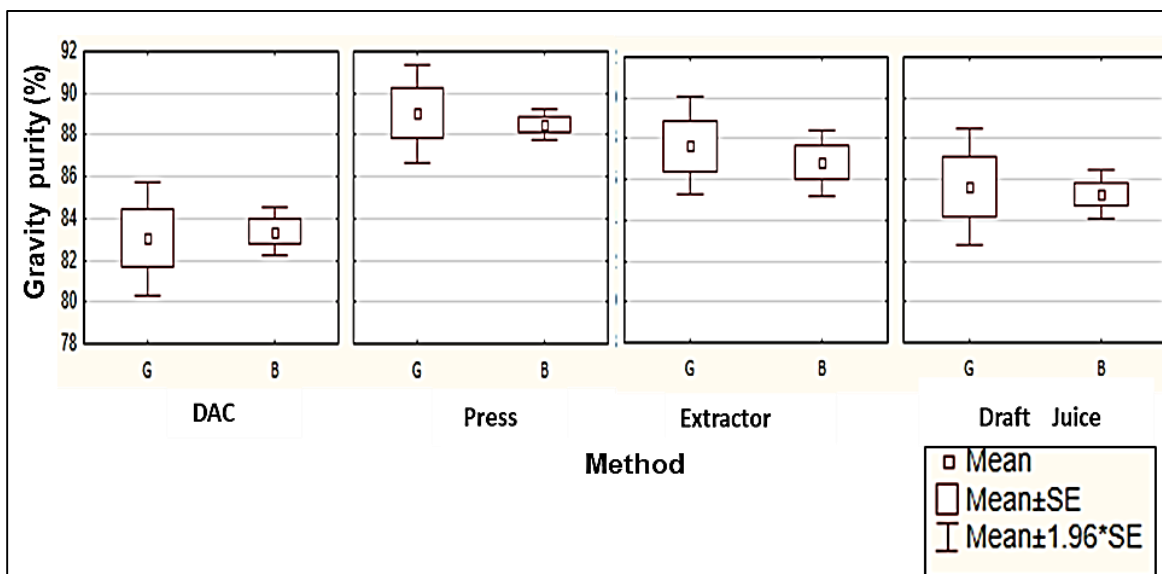 Gravity purity (%)
92
90
88
86
84
82
80
78
G B G B G B G B
DAC Press Extractor Draft Juice
Method
Mean
Mean±SE
Mean±1.96*SE